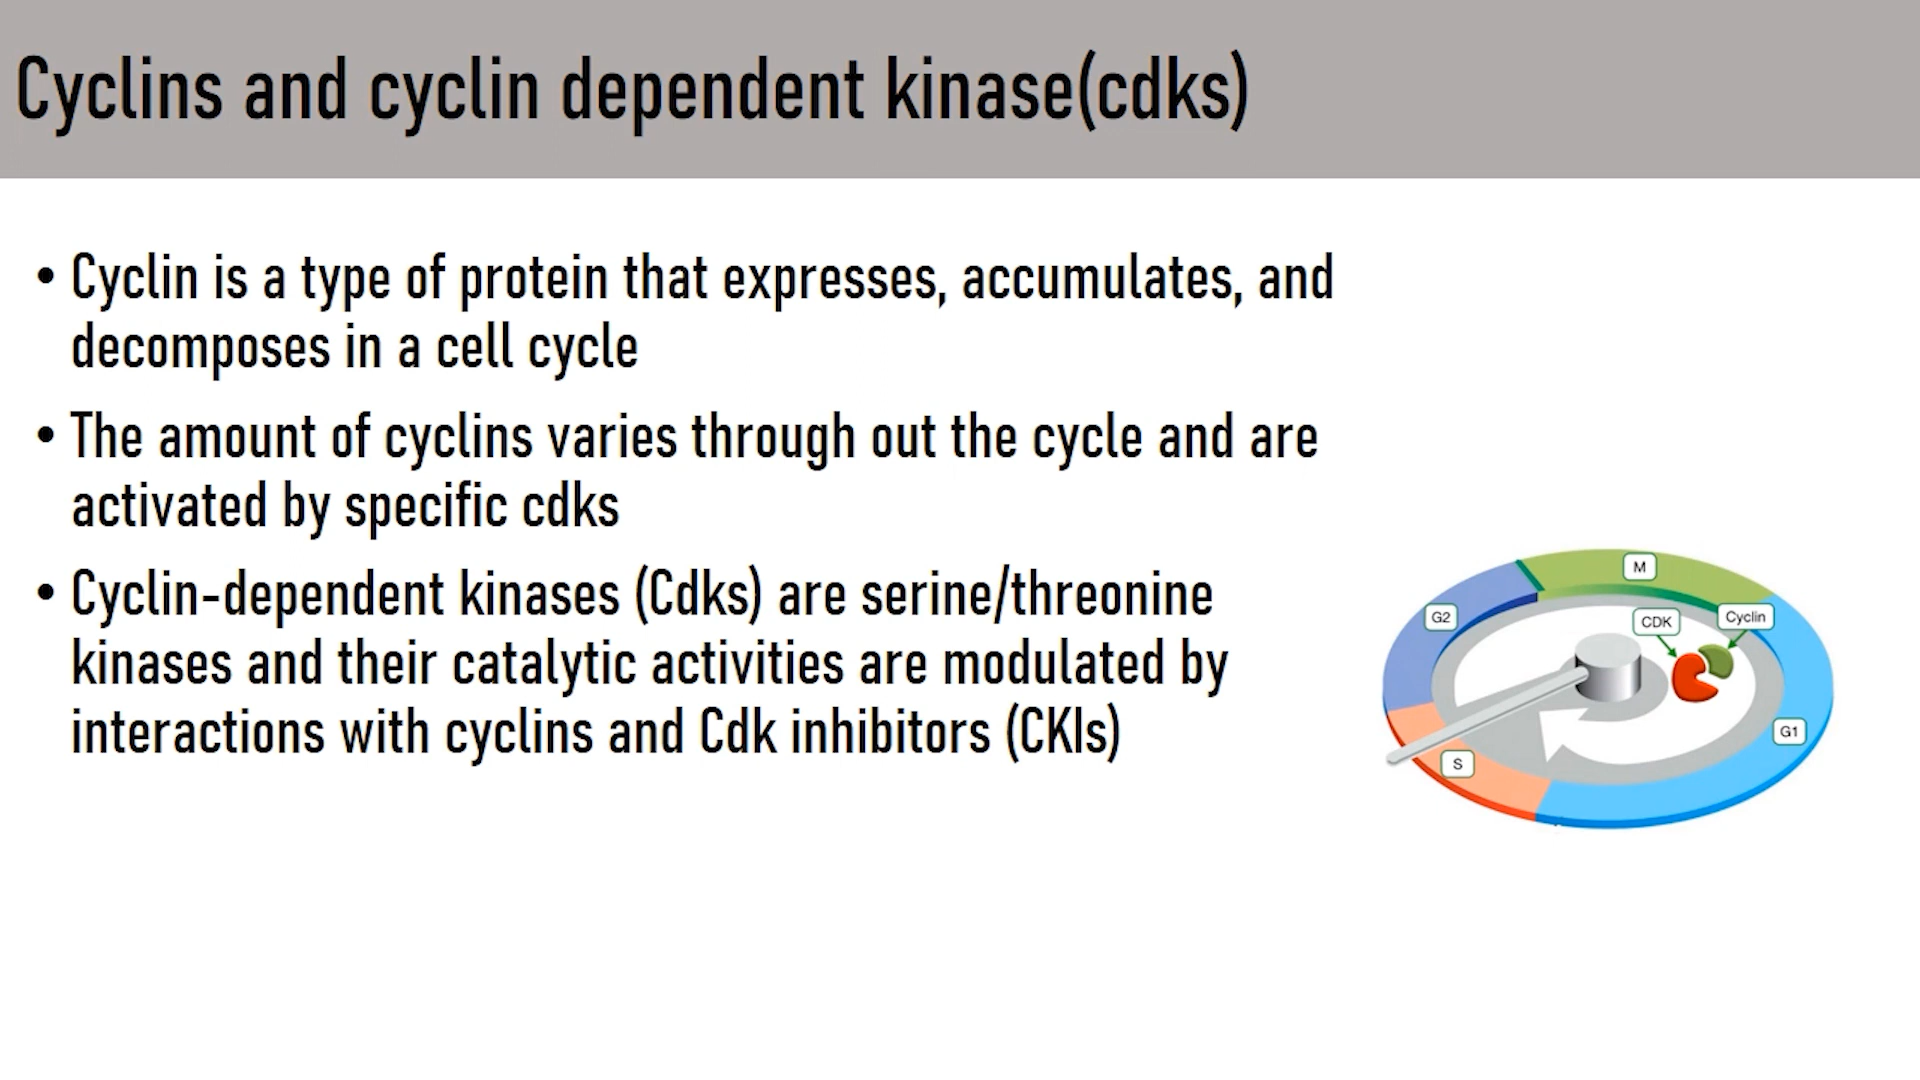 Cyclins and cyclin dependent kinase(cdks)
• Cyclin is a type of protein that expresses, accumulates, and
decomposes in a cell cycle
• The amount of cyclins varies through out the cycle and are
activated by specific cdks
• Cyclin-dependent kinases (Cdks) are serine/threonine
kinases and their catalytic activities are modulated by
interactions with cyclins and Cdk inhibitors (CKIs)
M
G2
CDK
Cyclin
G1
S